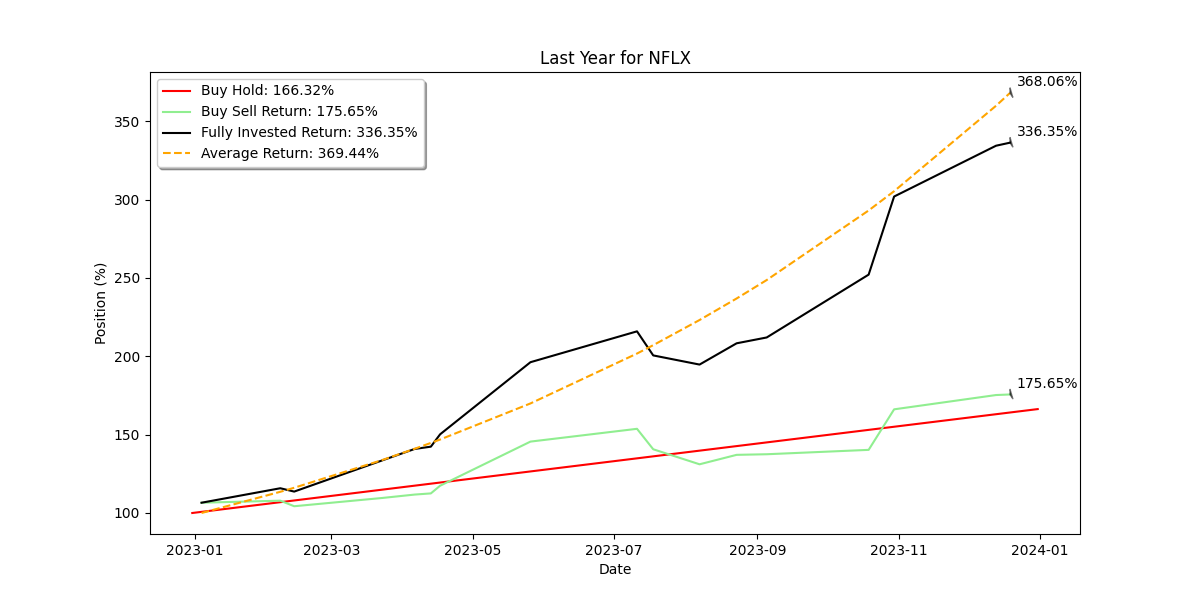 Last Year for NFLX
Buy Hold: 166.32%
Buy Sell Return: 175.65%
Fully Invested Return: 336.35%
Average Return: 369.44%
368.06%
336.35%
175.65%
Position (%)
350
300
250
200
150
100
2023-01 2023-03 2023-05 2023-07 2023-09 2023-11 2024-01
Date